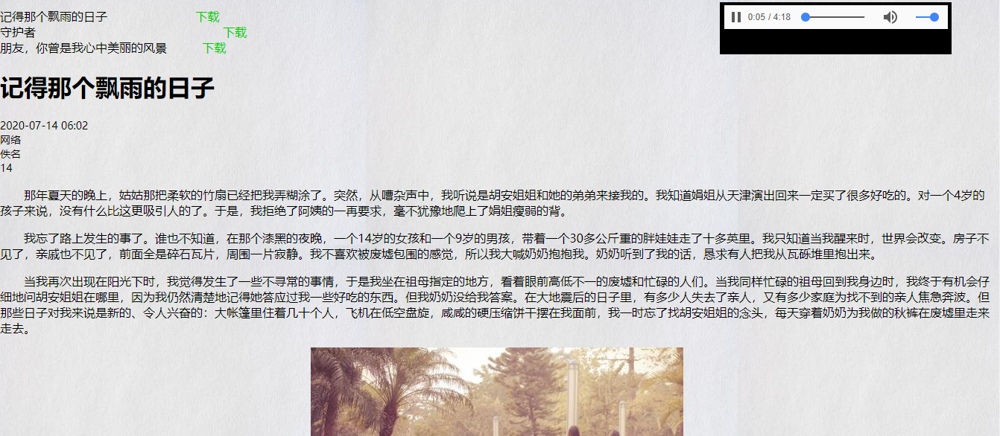 记得那个飘雨的日子 下载
守护者 下载
朋友，你曾是我心中美丽的风景 下载
0:05 / 4:18
记得那个飘雨的日子
2020-07-14 06:02
网络
佚名
14
那年夏天的晚上，姑姑那把柔软的竹扇已经把我弄糊涂了。突然，从嘈杂声中，我听说是胡安姐姐和她的弟弟来接我的。我知道娟姐从天津演出回来一定买了很多好吃的。对一个4岁的
孩子来说，没有什么比这更吸引人的了。于是，我拒绝了阿姨的一再要求，毫不犹豫地爬上了娟姐瘦弱的背。
我忘了路上发生的事了。谁也不知道，在那个漆黑的夜晚，一个14岁的女孩和一个9岁的男孩，带着一个30多公斤重的胖娃娃走了十多英里。我只知道当我醒来时，世界会改变。房子不
见了，亲戚也不见了，前面全是碎石瓦片，周围一片寂静。我不喜欢被废墟包围的感觉，所以我大喊奶奶抱抱我。奶奶听到了我的话，恳求有人把我从瓦砾堆里抱出来。
当我再次出现在阳光下时，我觉得发生了一些不寻常的事情，于是我坐在祖母指定的地方，看着眼前高低不一的废墟和忙碌的人们。当我同样忙碌的祖母回到我身边时，我终于有机会仔
细地问胡安姐姐在哪里，因为我仍然清楚地记得她答应过我一些好吃的东西。但我奶奶没给我答案。在大地震后的日子里，有多少人失去了亲人，又有多少家庭为找不到的亲人焦急奔波。但
那些日子对我来说是新的、令人兴奋的：大帐篷里住着几十个人，飞机在低空盘旋，咸咸的硬压缩饼干摆在我面前，我一时忘了找胡安姐姐的念头，每天穿着奶奶为我做的秋裤在废墟里走来
走去。